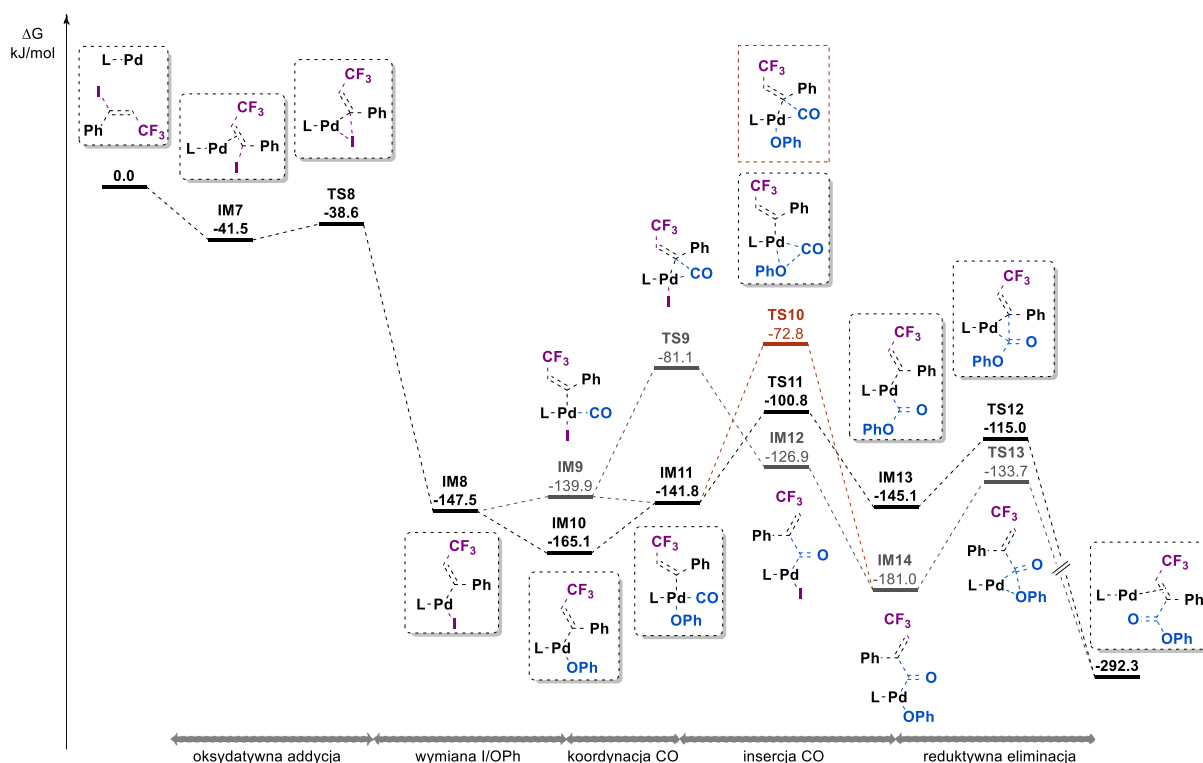 ΔG
kJ/mol
L Pd
I
Ph
CF3
0.0
CF3
L Pd
Ph
I
IM7
-41.5
CF3
Ph
L Pd
I
TS8
-38.6
CF3
Ph
L Pd CO
OPh
CF3
Ph
L Pd CO
PhO
TS10
-72.8
TS11
-100.8
CF3
Ph
L Pd CO
I
TS9
-81.1
CF3
Ph
L Pd CO
I
IM9
-139.9
IM8
-147.5
IM10
-165.1
IM11
-141.8
IM12
-126.9
CF3
Ph
L Pd
I
CF3
Ph
L Pd
OPh
CF3
Ph
L Pd CO
OPh
CF3
Ph
O
L Pd
I
CF3
Ph
L Pd
O
PhO
IM13
-145.1
CF3
Ph
L Pd
O
PhO
TS12
-115.0
TS13
-133.7
CF3
Ph
O
L Pd
OPh
IM14
-181.0
CF3
Ph
O
L Pd
OPh
CF3
L Pd
Ph
O
OPh
-292.3
oksydatywna addycja
wymiana I/OPh
koordynacja CO
insercja CO
reduktywna eliminacja